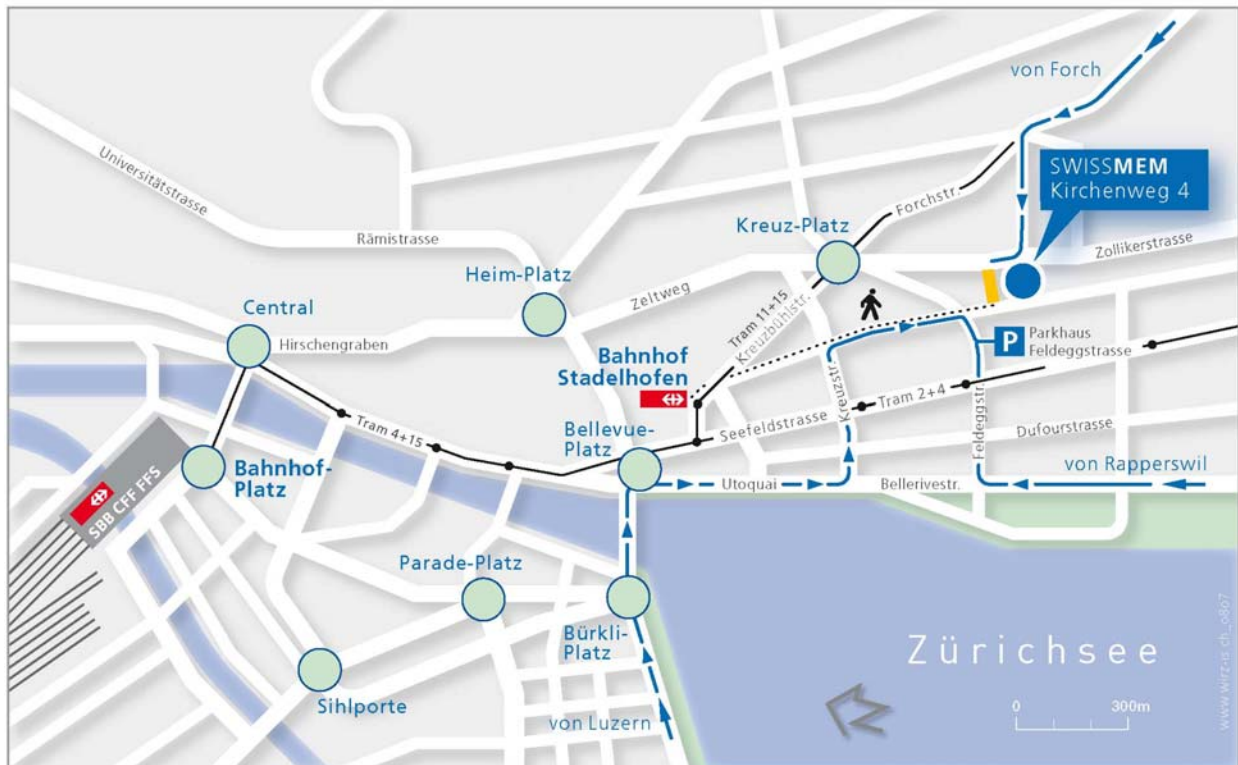 von Forch
SWISSMEM
Kirchenweg 4
Universitätstrasse
Forchstr.
Kreuz-Platz
Rämistrasse
Zollikerstrasse
Heim-Platz
Zeltweg
Central
Tram 11+15
Kreuzbühlstr.
Hirschengraben
P
Parkhaus
Feldeggstrasse
Bahnhof
Stadelhofen
Kreuzstr.
Tram 2+4
Feldeggstr.
Tram 4+15
Bellevue-
Platz
Seefeldstrasse
Dufourstrasse
Bahnhof-
Platz
von Rapperswil
Utoquai
Bellerivestr.
SBB CFF FFS
Parade-Platz
Bürkli-
Platz
Zürichsee
Sihlporte
von Luzern
0 300m
www.wirz-is.ch_0807